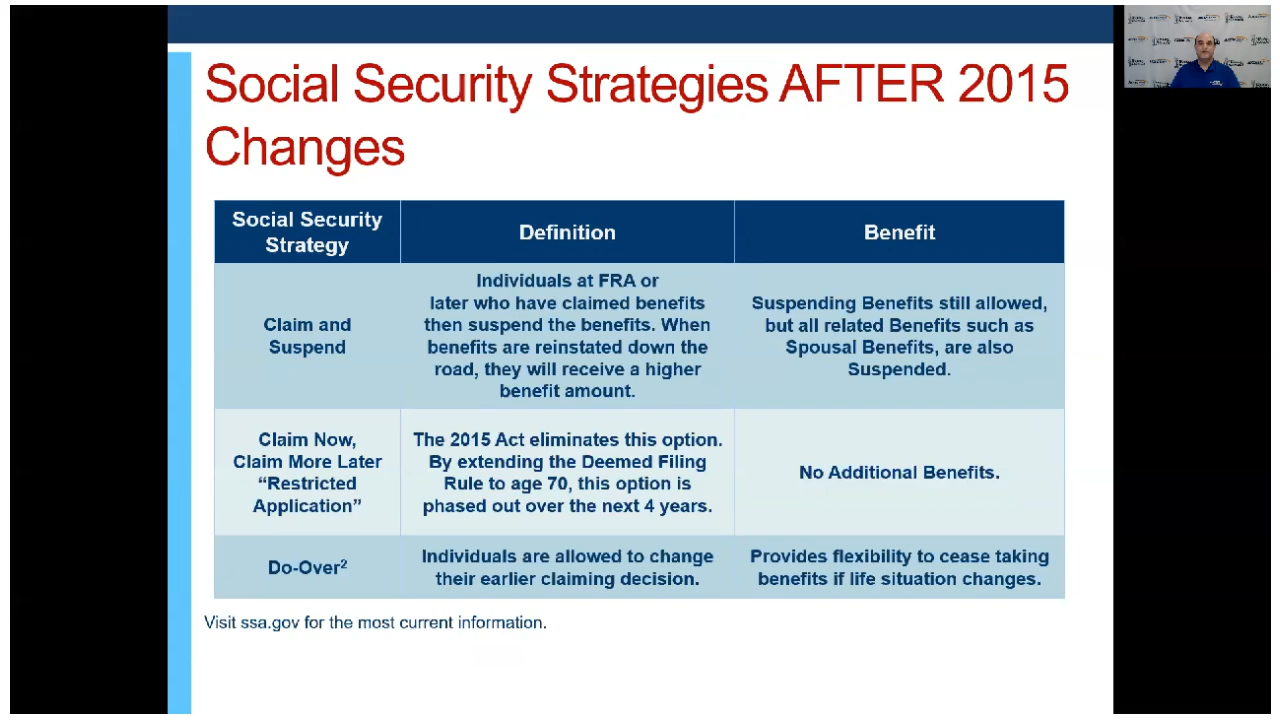 Social Security Strategies AFTER 2015
Changes
Social Security
Strategy
Definition
Benefit
Claim and
Suspend
Individuals at FRA or
later who have claimed benefits
then suspend the benefits. When
benefits are reinstated down the
road, they will receive a higher
benefit amount.
Suspending Benefits still allowed,
but all related Benefits such as
Spousal Benefits, are also
Suspended.
Claim Now,
Claim More Later
“Restricted
Application”
The 2015 Act eliminates this option.
By extending the Deemed Filing
Rule to age 70, this option is
phased out over the next 4 years.
No Additional Benefits.
Do-Over²
Individuals are allowed to change
their earlier claiming decision.
Provides flexibility to cease taking
benefits if life situation changes.
Visit ssa.gov for the most current information.